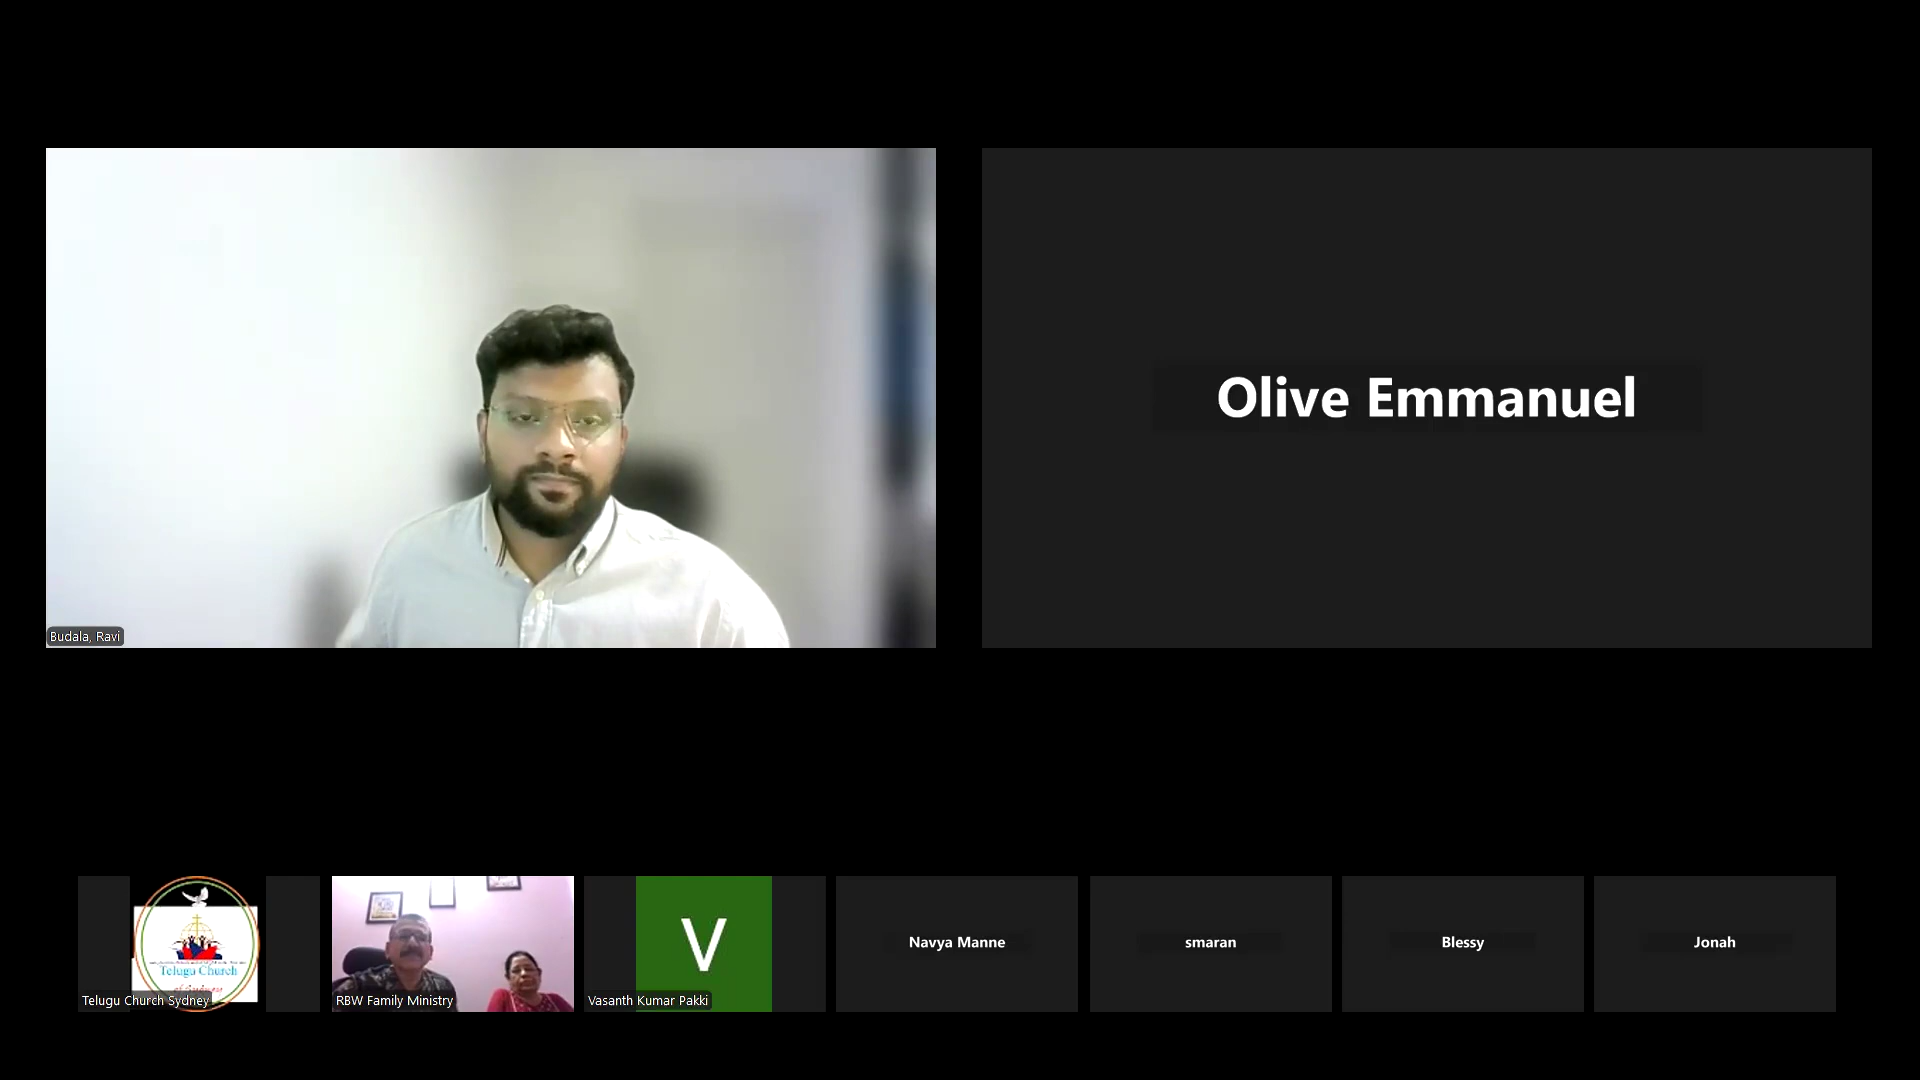 Olive Emmanuel
Budala, Ravi
Telugu Church
Telugu Church Sydney
RBW Family Ministry
V
Vasanth Kumar Pakki
Navya Manne
smaran
Blessy
Jonah